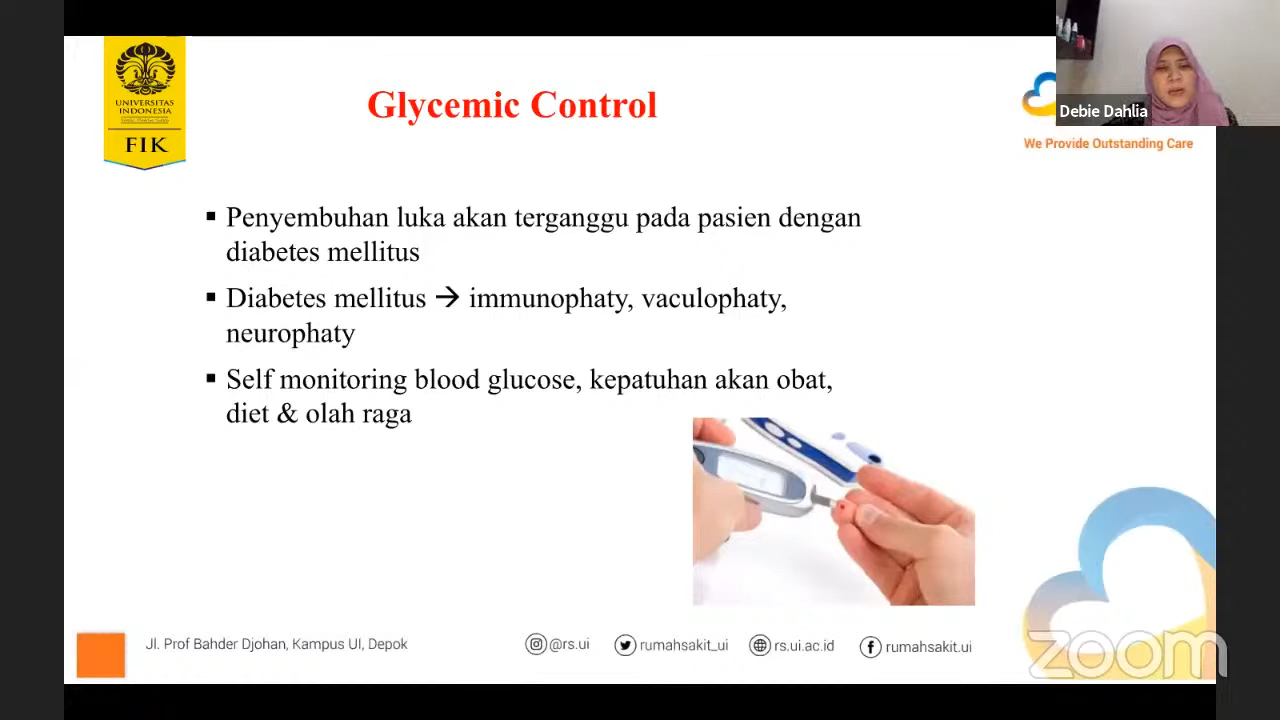 UNIVERSITAS
INDONESIA
FIK
Glycemic Control
Debie Dahlia
We Provide Outstanding Care
▪ Penyembuhan luka akan terganggu pada pasien dengan
diabetes mellitus
▪ Diabetes mellitus → immunophaty, vaculophaty,
neurophaty
▪ Self monitoring blood glucose, kepatuhan akan obat,
diet & olah raga
Jl. Prof Bahder Djohan, Kampus UI, Depok
@rs.ui
rumahsakit_ui
rs.ui.ac.id
rumahsakit.ui
zoom